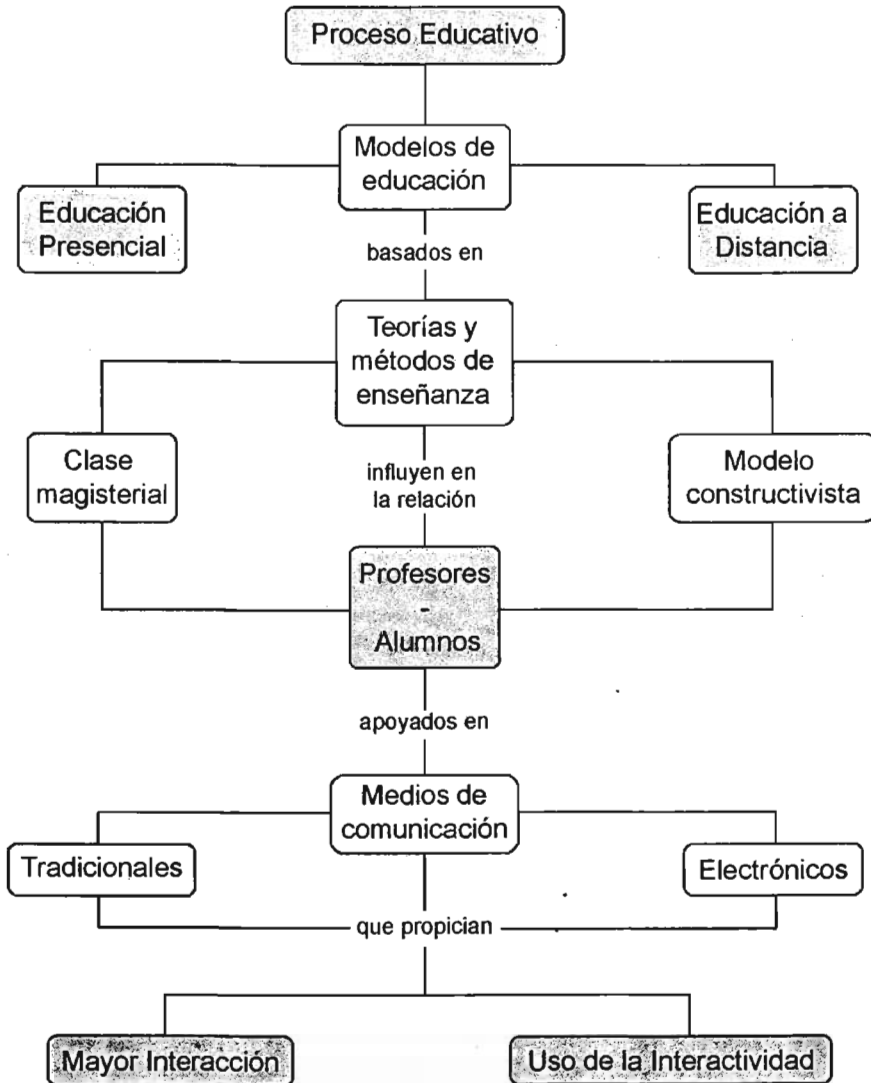 Proceso Educativo
Modelos de
educación
Educación
Presencial
Educación a
Distancia
basados en
Teorías y
métodos de
enseñanza
Clase
magisterial
influyen en
la relación
Modelo
constructivista
Profesores
-
Alumnos
apoyados en
Medios de
comunicación
Tradicionales
Electrónicos
que propician
Mayor Interacción
Uso de la Interactividad